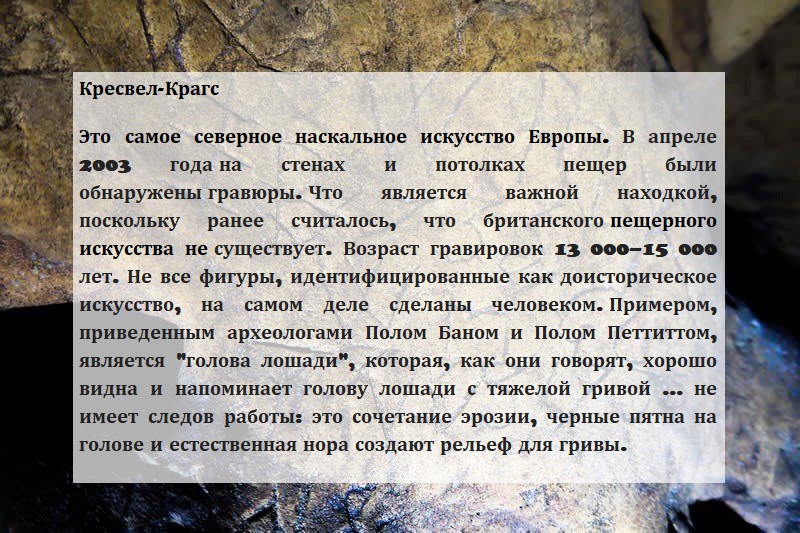 Кресвел-Крагс
Это самое северное наскальное искусство Европы. В апреле
2003 года на стенах и потолках пещер были
обнаружены гравюры. Что является важной находкой,
поскольку ранее считалось, что британского пещерного
искусства не существует. Возраст гравировок 13 000–15 000
лет. Не все фигуры, идентифицированные как доисторическое
искусство, на самом деле сделаны человеком. Примером,
приведенным археологами Полом Баном и Полом Петтиттом,
является "голова лошади", которая, как они говорят, хорошо
видна и напоминает голову лошади с тяжелой гривой ... не
имеет следов работы: это сочетание эрозии, черные пятна на
голове и естественная нора создают рельеф для гривы.